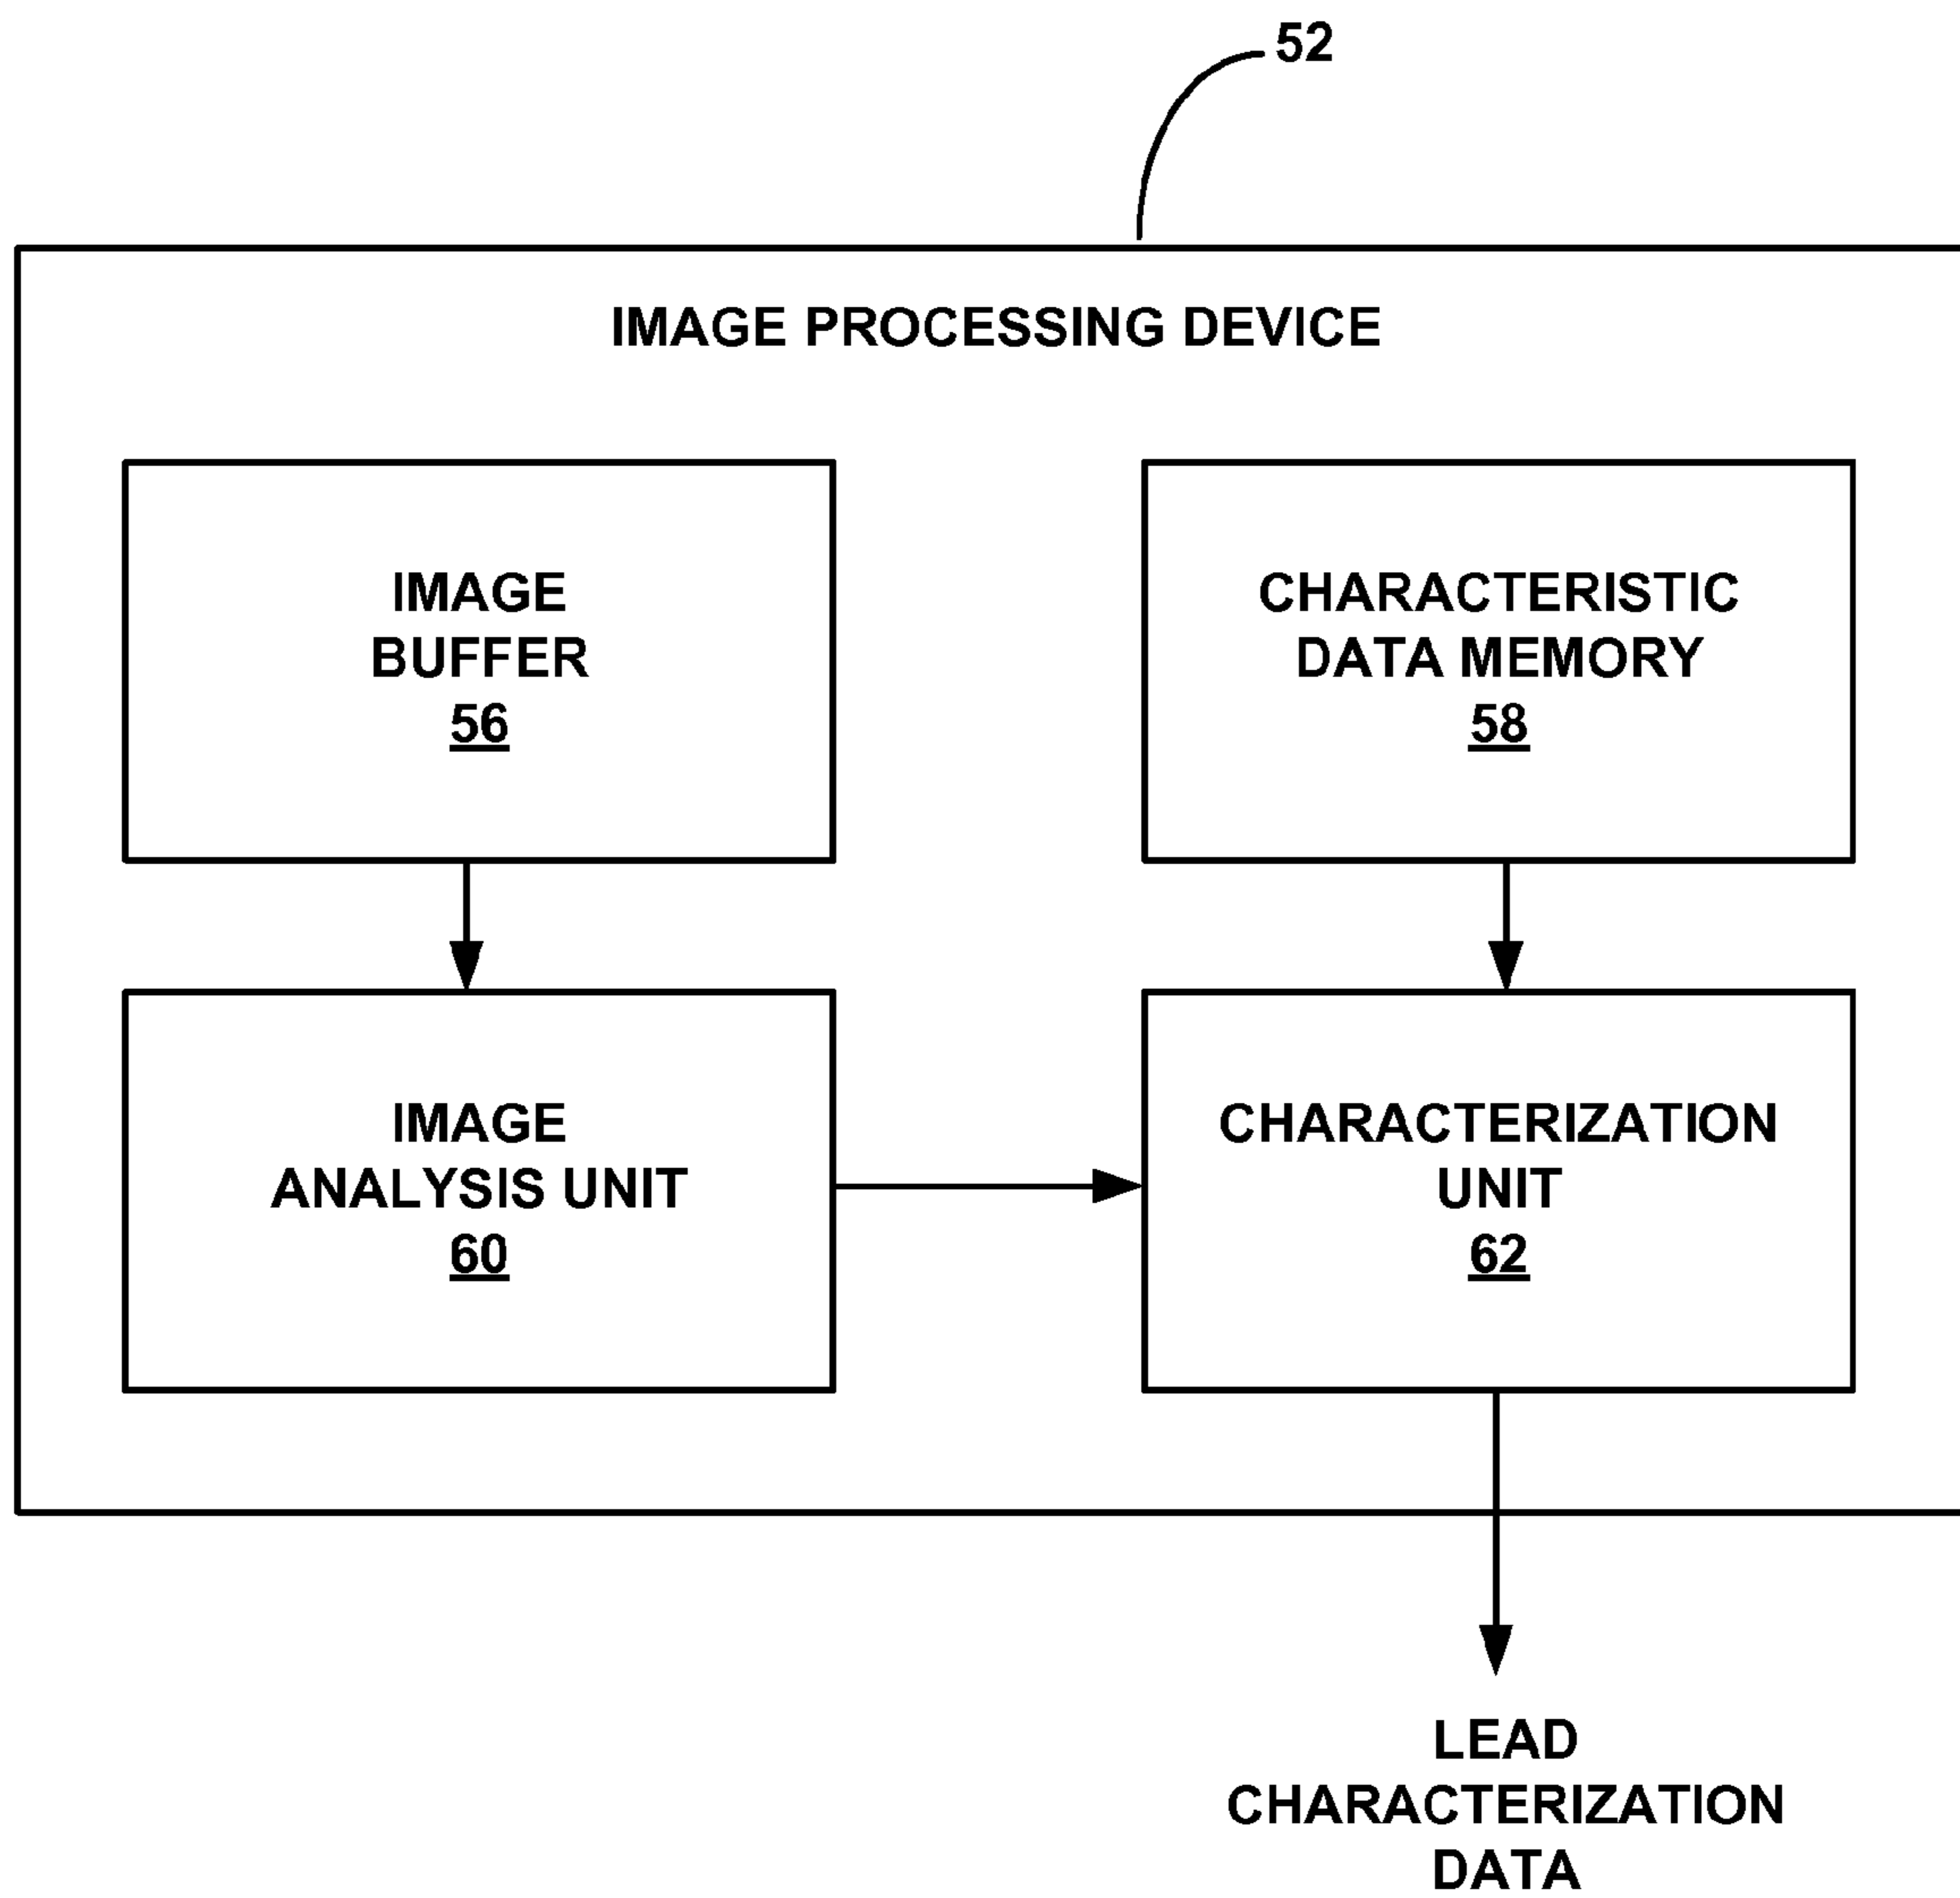 52
IMAGE PROCESSING DEVICE
IMAGE
BUFFER
56
CHARACTERISTIC
DATA MEMORY
58
IMAGE
ANALYSIS UNIT
60
CHARACTERIZATION
UNIT
62
LEAD
CHARACTERIZATION
DATA